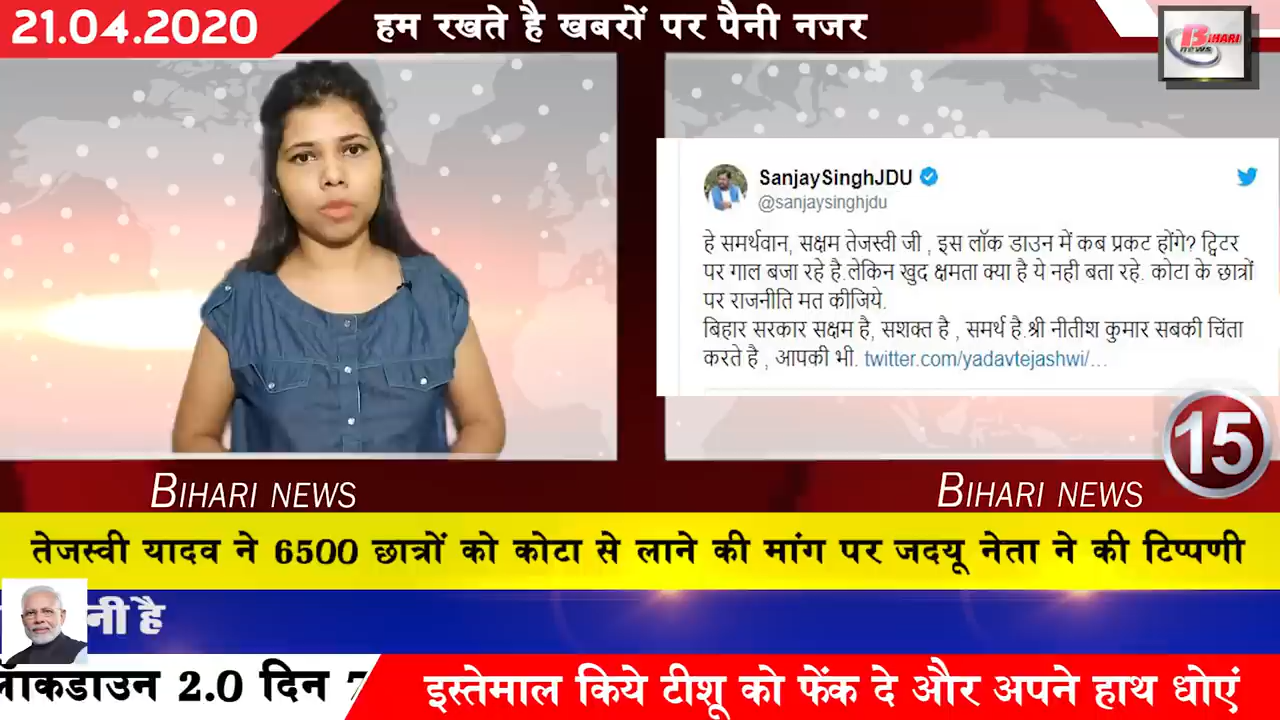 21.04.2020
हम रखते है खबरों पर पैनी नजर
BIHARI
news
SanjaySinghJDU
@sanjaysinghjdu
हे समर्थवान, सक्षम तेजस्वी जी , इस लॉक डाउन में कब प्रकट होंगे? ट्विटर
पर गाल बजा रहे है.लेकिन खुद क्षमता क्या है ये नही बता रहे. कोटा के छात्रों
पर राजनीति मत कीजिये.
बिहार सरकार सक्षम है, सशक्त है , समर्थ है.श्री नीतीश कुमार सबकी चिंता
करते है , आपकी भी. twitter.com/yadavtejashwi/…
15
BIHARI NEWS
BIHARI NEWS
तेजस्वी यादव ने 6500 छात्रों को कोटा से लाने की मांग पर जदयू नेता ने की टिप्पणी
नी है
लॉकडाउन 2.0 दिन 7
इस्तेमाल किये टीशू को फेंक दे और अपने हाथ धोएं